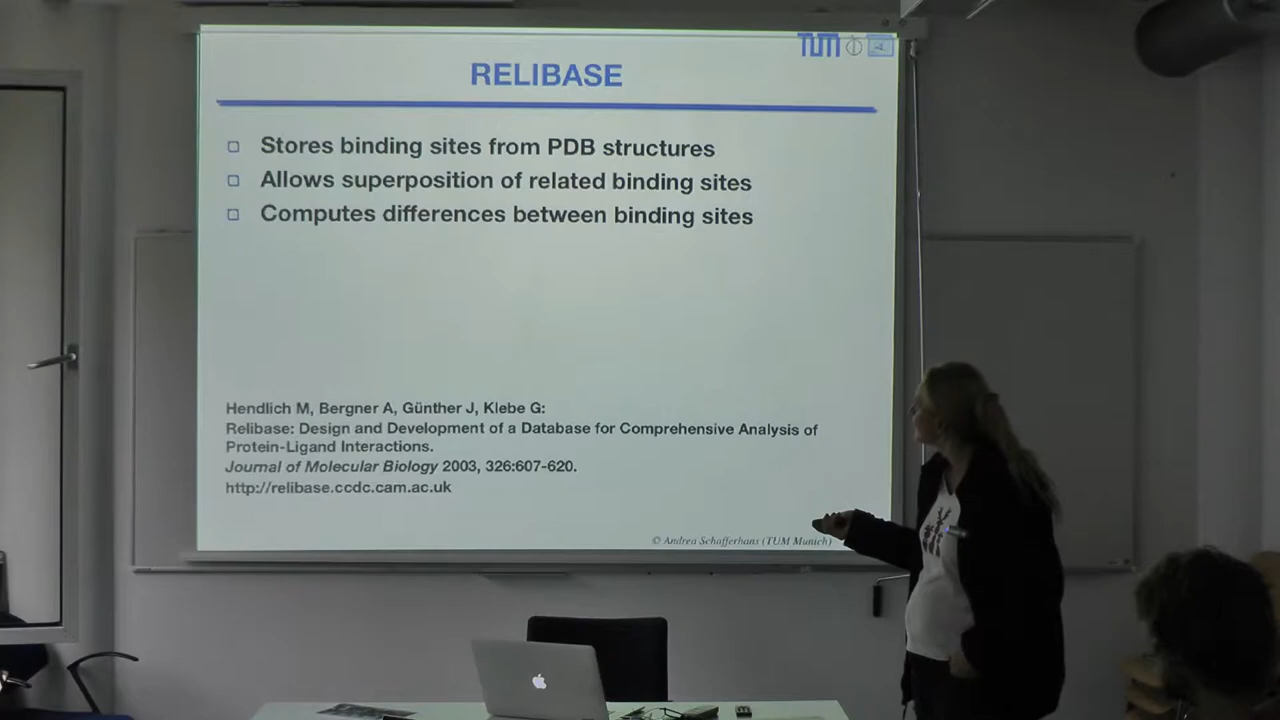 TUM
RELIBASE
Stores binding sites from PDB structures
Allows superposition of related binding sites
Computes differences between binding sites
Hendlich M, Bergner A, Günther J, Klebe G:
Relibase: Design and Development of a Database for Comprehensive Analysis of
Protein-Ligand Interactions.
Journal of Molecular Biology 2003, 326:607-620.
http://relibase.ccdc.cam.ac.uk
© Andrea Schafferhans (TUM Munich)